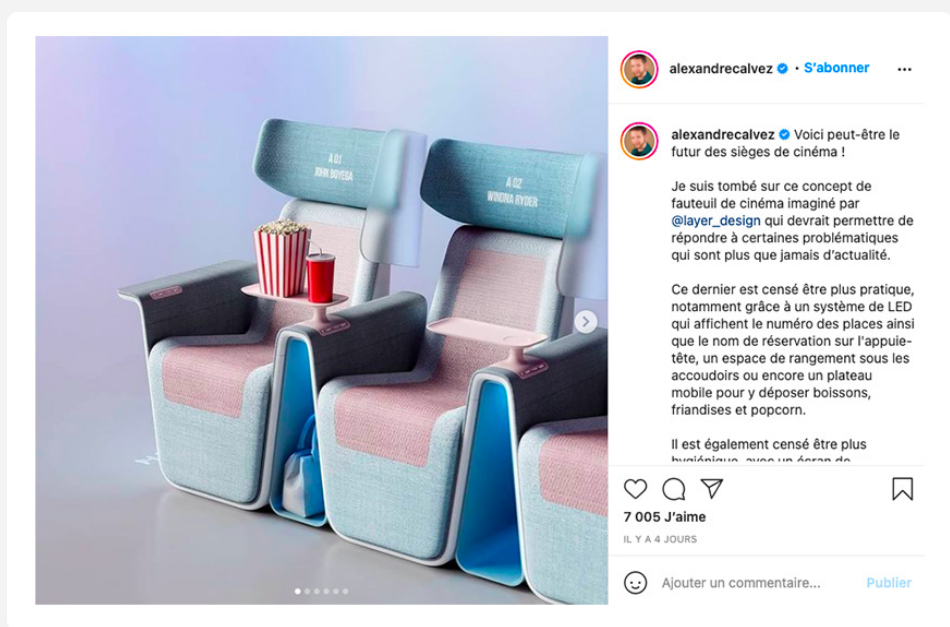 A 01
JOHN BOYEGA
A 02
WINONA RYDER
alexandrecalvez • S'abonner
alexandrecalvez Voici peut-être le
futur des sièges de cinéma !
Je suis tombé sur ce concept de
fauteuil de cinéma imaginé par
@layer_design qui devrait permettre de
répondre à certaines problématiques
qui sont plus que jamais d'actualité.
Ce dernier est censé être plus pratique,
notamment grâce à un système de LED
qui affichent le numéro des places ainsi
que le nom de réservation sur l'appuie-
tête, un espace de rangement sous les
accoudoirs ou encore un plateau
mobile pour y déposer boissons,
friandises et popcorn.
Il est également censé être plus
hygiénique, avec un écran de
7 005 J'aime
IL Y A 4 JOURS
Ajouter un commentaire... Publier